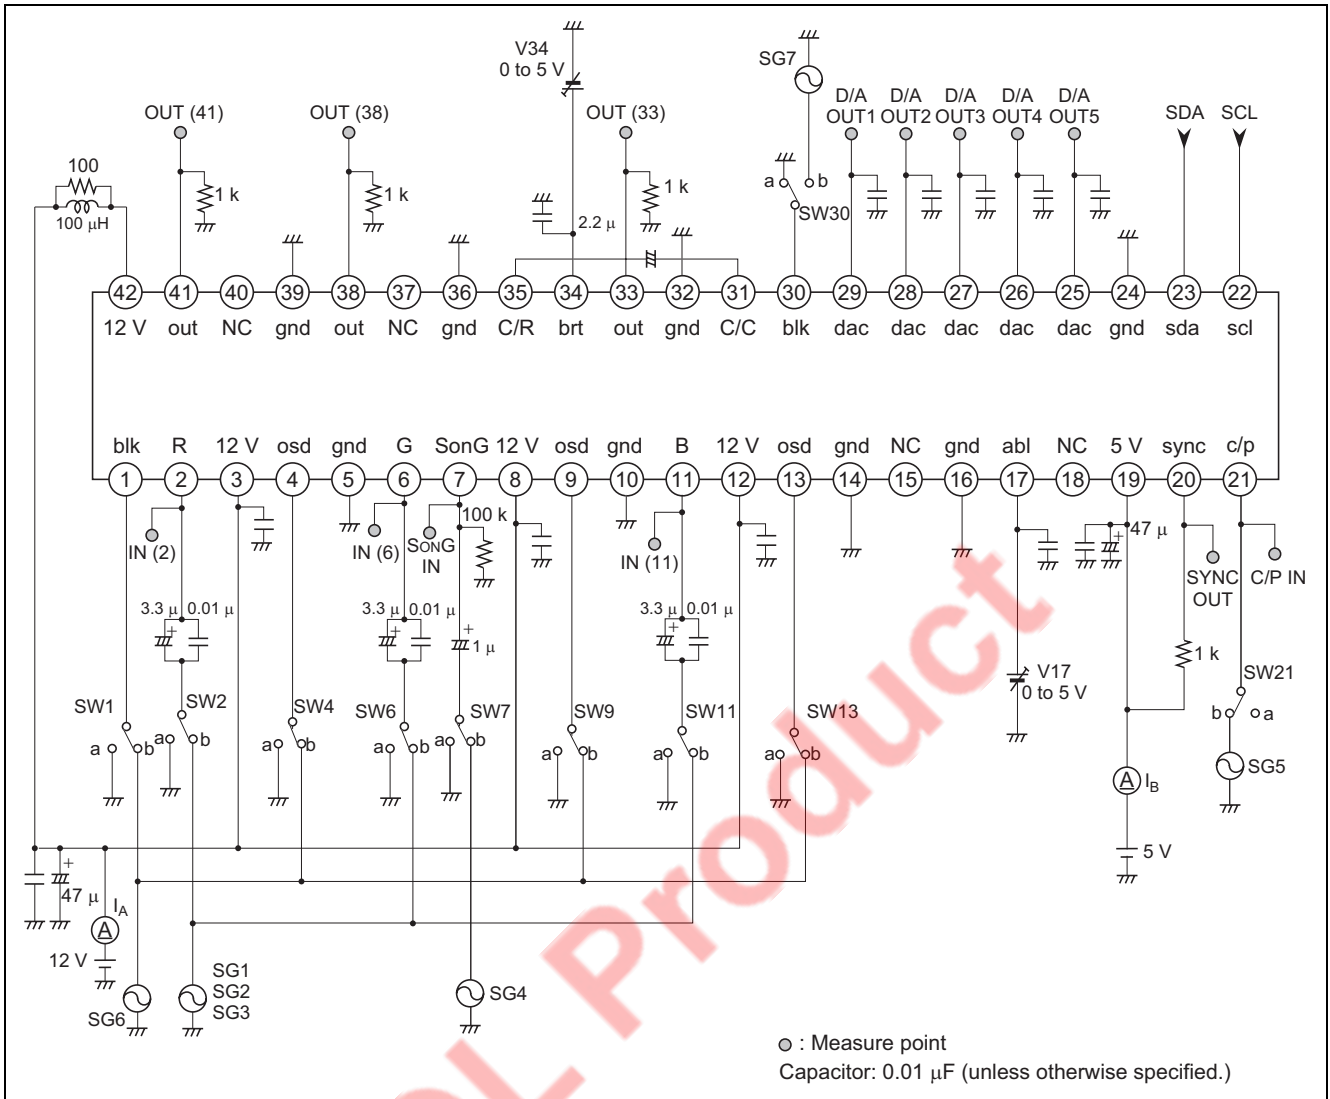 V34
0 to 5 V
SG7
OUT (41)
OUT (38)
OUT (33)
D/A OUT1
D/A OUT2
D/A OUT3
D/A OUT4
D/A OUT5
SDA
SCL
100
100 μH
1 k
1 k
2.2 μ
1 k
a
b
SW30
42 41 40 39 38 37 36 35 34 33 32 31 30 29 28 27 26 25 24 23 22
12 V out NC gnd out NC gnd C/R brt out gnd C/C blk dac dac dac dac dac gnd sda scl
blk R 12 V osd gnd G SonG 12 V osd gnd B 12 V osd gnd NC gnd abl NC 5 V sync c/p
1 2 3 4 5 6 7 8 9 10 11 12 13 14 15 16 17 18 19 20 21
IN (2)
IN (6)
SONG IN
100 k
IN (11)
47 μ
+
SYNC OUT
C/P IN
3.3 μ 0.01 μ
+
3.3 μ 0.01 μ
+
+
1 μ
3.3 μ 0.01 μ
+
1 k
V17
0 to 5 V
SW1
a b
SW2
a b
SW4
a b
SW6
a b
SW7
a b
SW9
a b
SW11
a b
SW13
a b
SW21
b a
SG5
A IB
5 V
+
47 μ
IA
A
12 V
SG6
SG1
SG2
SG3
SG4
: Measure point
Capacitor: 0.01 μF (unless otherwise specified.)
OL Product